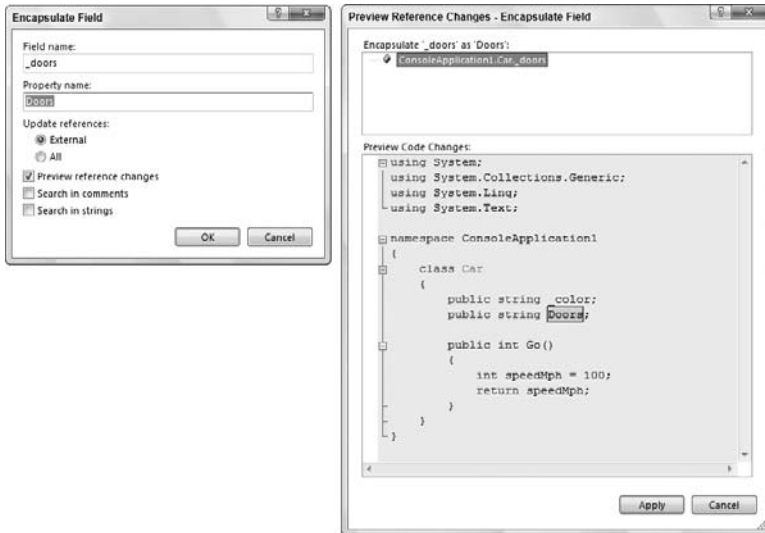 Encapsulate Field
Field name:
_doors
Property name:
Doors
Update references:
External
All
Preview reference changes
Search in comments
Search in strings
OK
Cancel
Preview Reference Changes - Encapsulate Field
Encapsulate '_doors' as 'Doors':
ConsoleApplication1.Car._doors
Preview Code Changes:
using System;
using System.Collections.Generic;
using System.Linq;
using System.Text;
namespace ConsoleApplication1
{
class Car
{
public string _color;
public string Doors;
public int Go()
{
int speedMph = 100;
return speedMph;
}
}
}
Apply
Cancel